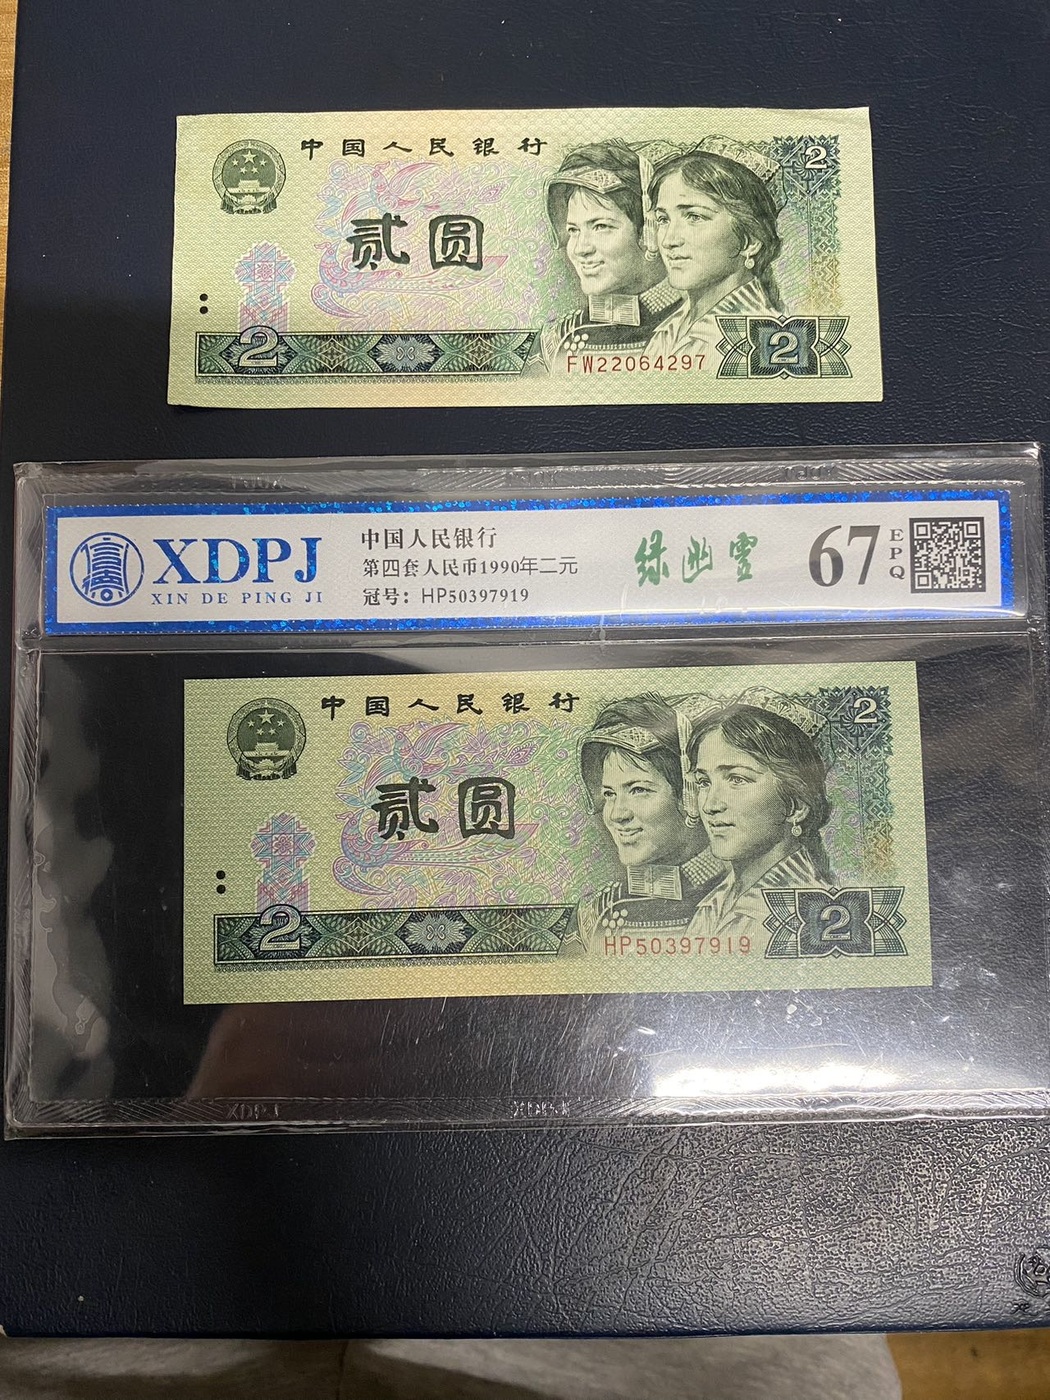 中国人民银行
2
贰圆
2
2
FW22064297
XDPJ
XIN DE PING JI
中国人民银行
第四套人民币1990年二元
冠号：HP50397919
绿幽灵
67
EPQ
中国人民银行
2
贰圆
2
2
HP50397919
XDPJ